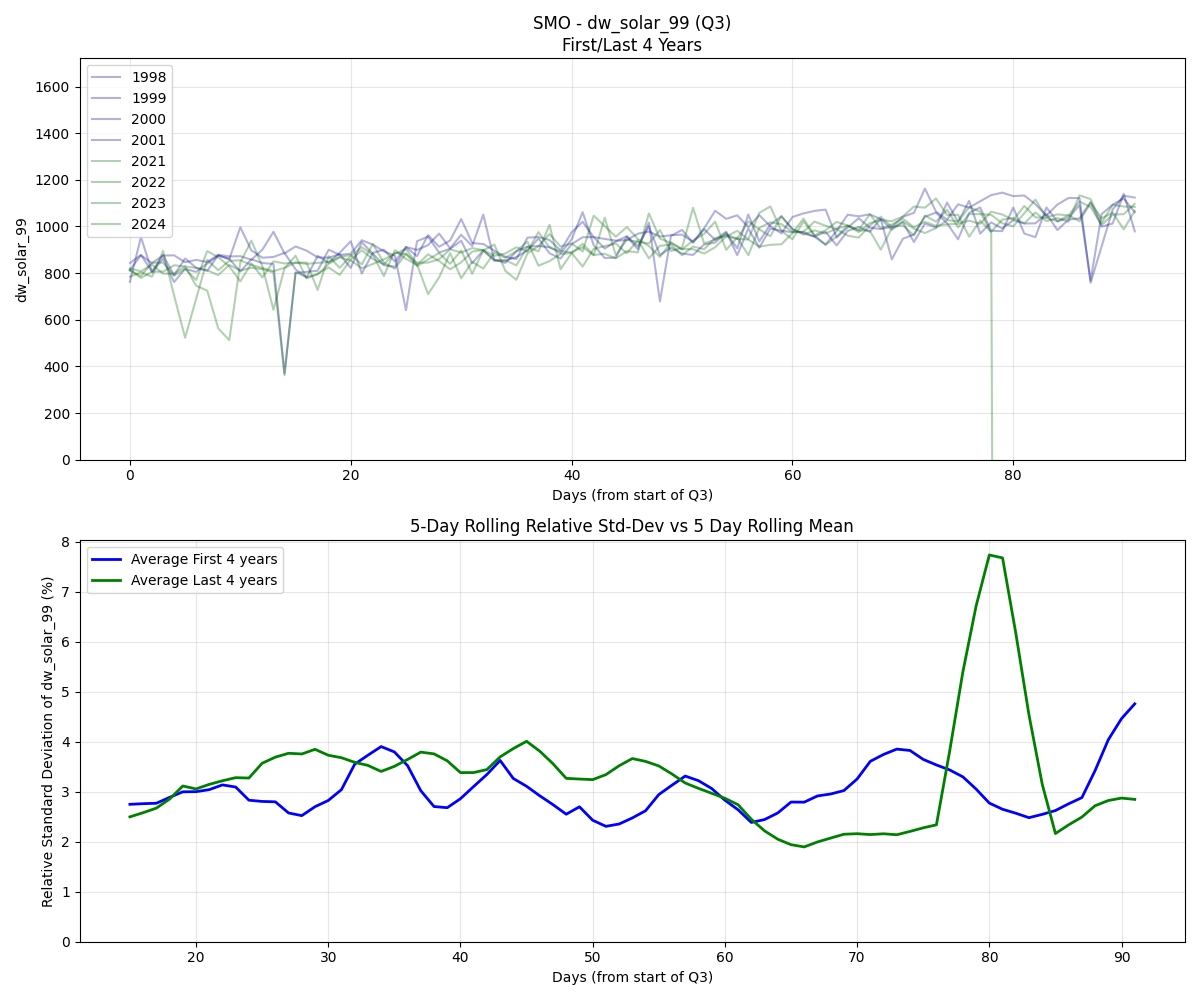 SMO - dw_solar_99 (Q3)
First/Last 4 Years
1998
1999
2000
2001
2021
2022
2023
2024
dw_solar_99
1600
1400
1200
1000
800
600
400
200
0
0 20 40 60 80
Days (from start of Q3)
5-Day Rolling Relative Std-Dev vs 5 Day Rolling Mean
Average First 4 years
Average Last 4 years
Relative Standard Deviation of dw_solar_99 (%)
8
7
6
5
4
3
2
1
0
20 30 40 50 60 70 80 90
Days (from start of Q3)